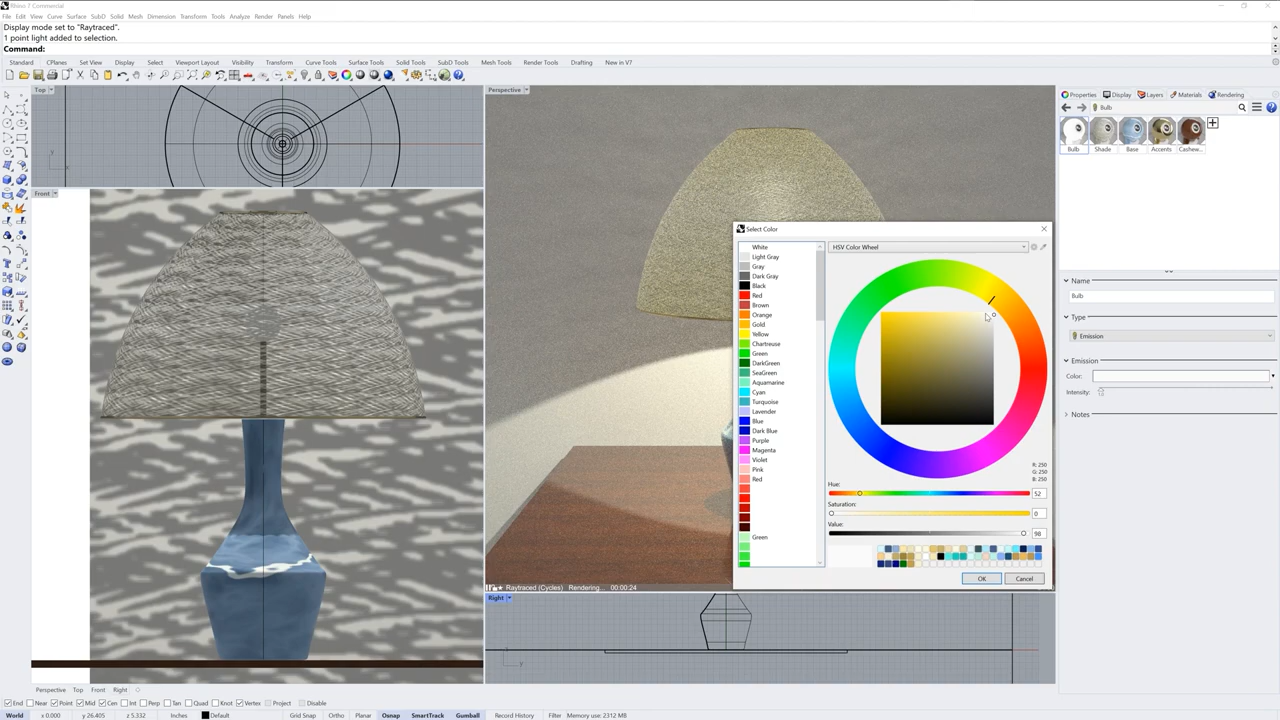 Rhino 7 Commercial
File Edit View Curve Surface SubD Solid Mesh Dimension Transform Tools Analyze Render Panels Help
Display mode set to "Raytraced".
1 point light added to selection.
Command:
Standard CPlanes Set View Display Select Viewport Layout Visibility Transform Curve Tools Surface Tools Solid Tools SubD Tools Mesh Tools Render Tools Drafting New in V7
Top
Perspective
Properties Display Layers Materials Rendering
Bulb
Bulb Shade Base Accents Cashew...
Front
Select Color
HSV Color Wheel
White
Light Gray
Gray
Dark Gray
Black
Red
Brown
Orange
Gold
Yellow
Chartreuse
Green
DarkGreen
SeaGreen
Aquamarine
Cyan
Turquoise
Lavender
Blue
Dark Blue
Purple
Magenta
Violet
Pink
Red
Green
R: 250
G: 250
B: 250
Hue:
52
Saturation:
0
Value:
98
OK Cancel
Name
Bulb
Type
Emission
Emission
Color:
Intensity:
Notes
Raytraced (Cycles) Rendering... 00:00:24
Right
y
x
y
Perspective Top Front Right
End Near Point Mid Cen Int Perp Tan Quad Knot Vertex Project Disable
World x 0.000 y 26.405 z 5.332 Inches Default Grid Snap Ortho Planar Osnap SmartTrack Gumball Record History Filter Memory use: 2312 MB